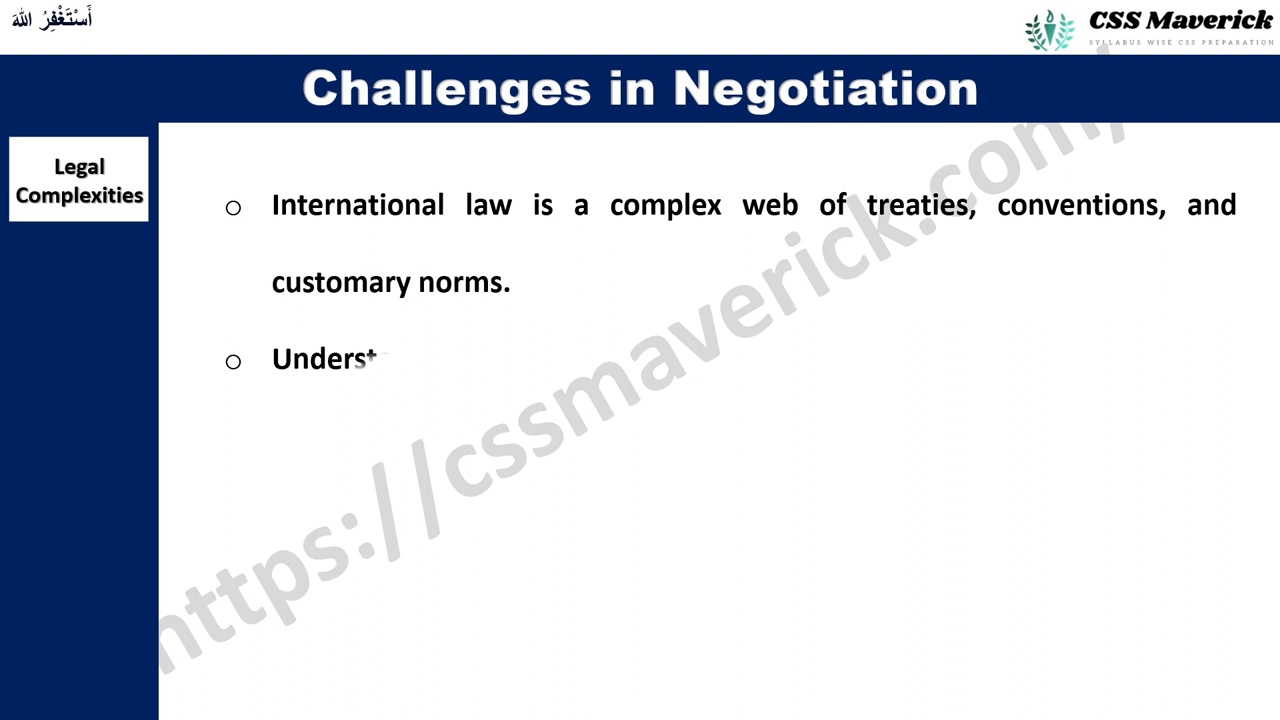 أَسْتَغْفِرُ اللهَ
CSS Maverick
SYLLABUS WISE CSS PREPARATION
Challenges in Negotiation
Legal
Complexities
o International law is a complex web of treaties, conventions, and
customary norms.
o Underst
https://cssmaverick.com/